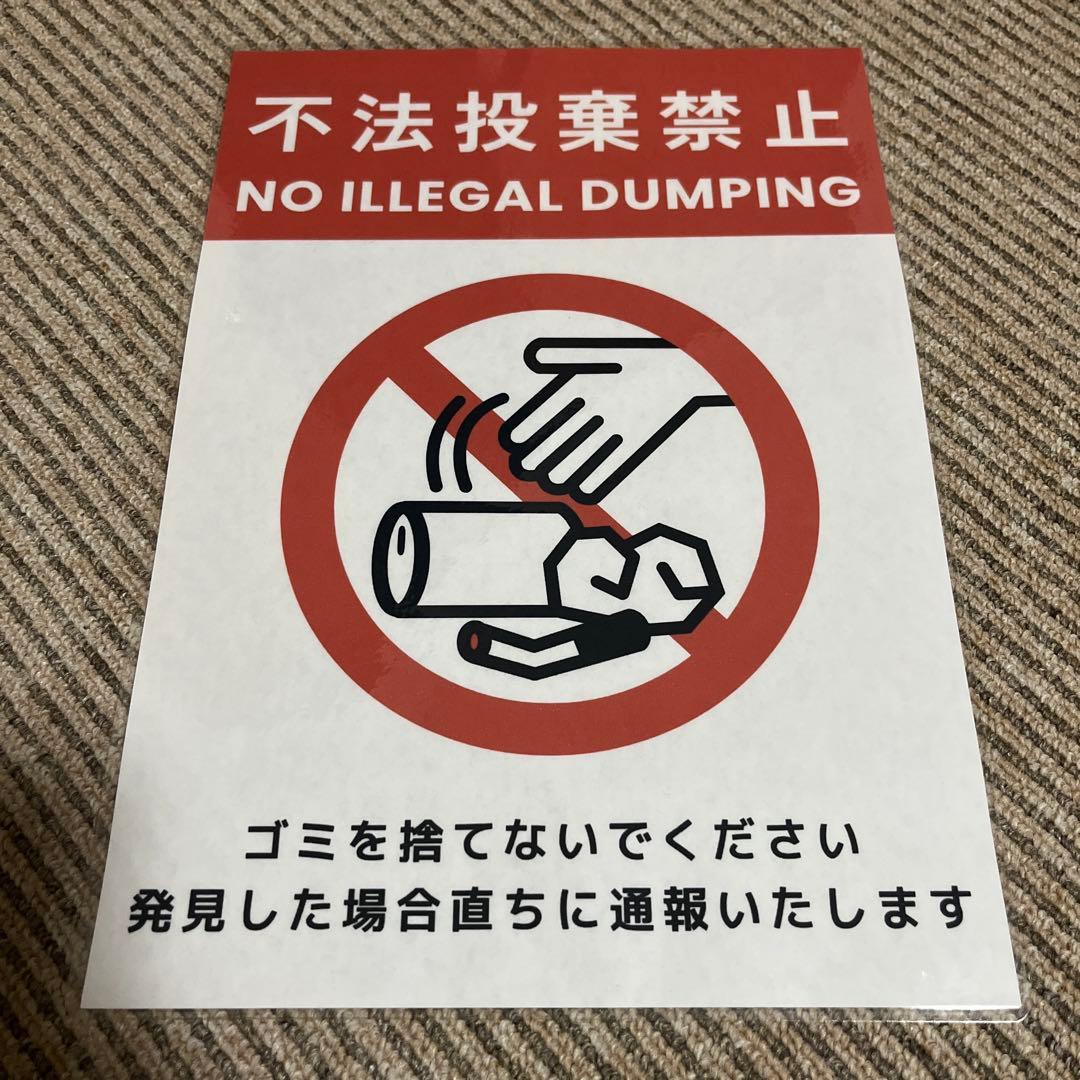 不法投棄禁止
NO ILLEGAL DUMPING
ゴミを捨てないでください
発見した場合直ちに通報いたします